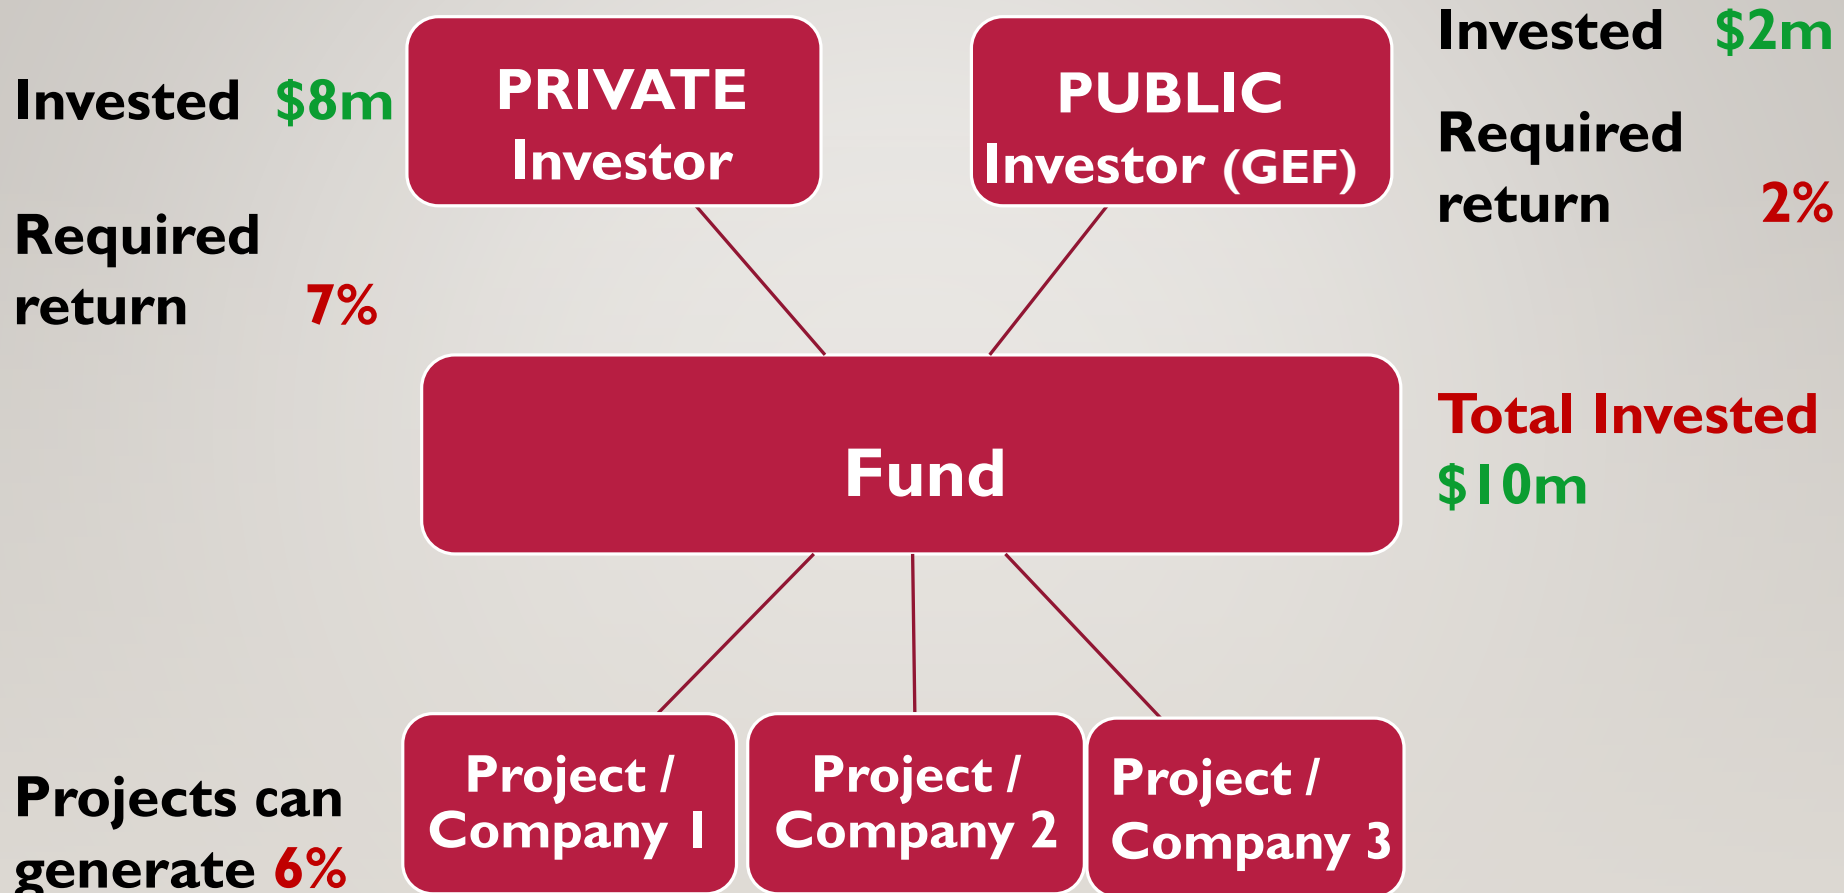 Invested $8m
Required
return 7%
PRIVATE
Investor
PUBLIC
Investor (GEF)
Invested $2m
Required
return 2%
Fund
Total Invested
$10m
Projects can
generate 6%
Project /
Company 1
Project /
Company 2
Project /
Company 3